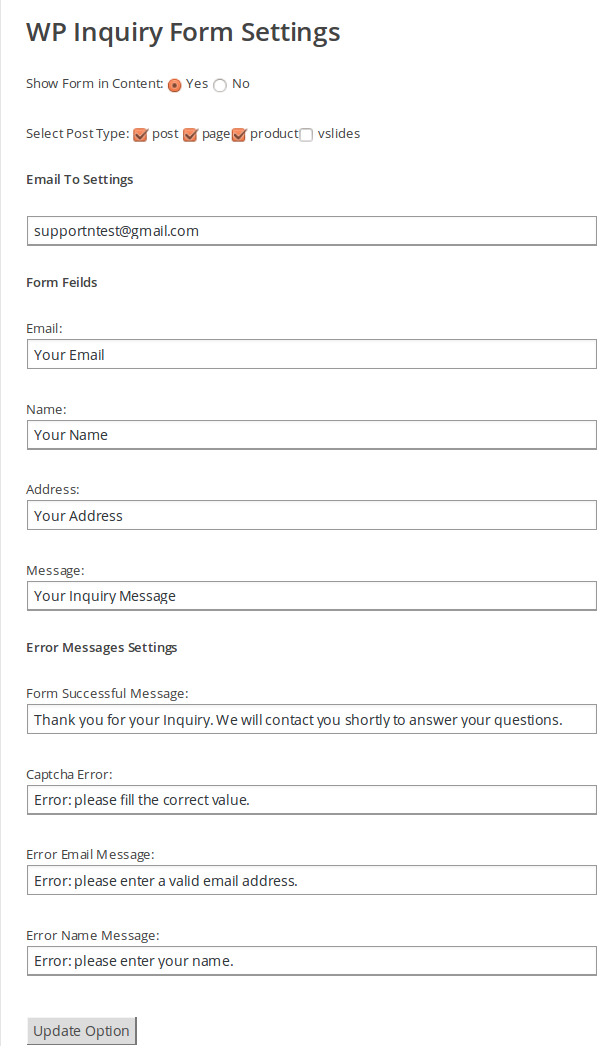 WP Inquiry Form Settings
Show Form in Content: Yes No
Select Post Type: post page product vslides
Email To Settings
supportntest@gmail.com
Form Feilds
Email:
Your Email
Name:
Your Name
Address:
Your Address
Message:
Your Inquiry Message
Error Messages Settings
Form Successful Message:
Thank you for your Inquiry. We will contact you shortly to answer your questions.
Captcha Error:
Error: please fill the correct value.
Error Email Message:
Error: please enter a valid email address.
Error Name Message:
Error: please enter your name.
Update Option